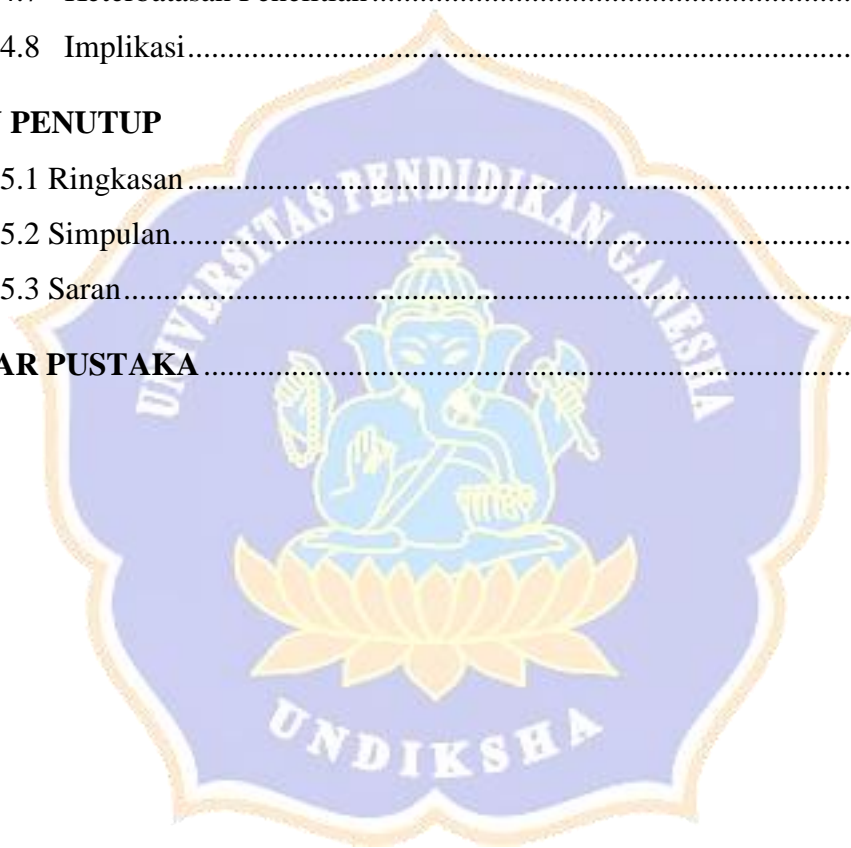 4.8 Implikasi
PENUTUP
5.1 Ringkasan
5.2 Simpulan
5.3 Saran
AR PUSTAKA
UNIVERSITAS PENDIDIKAN GANESHA
UNDIKSHA